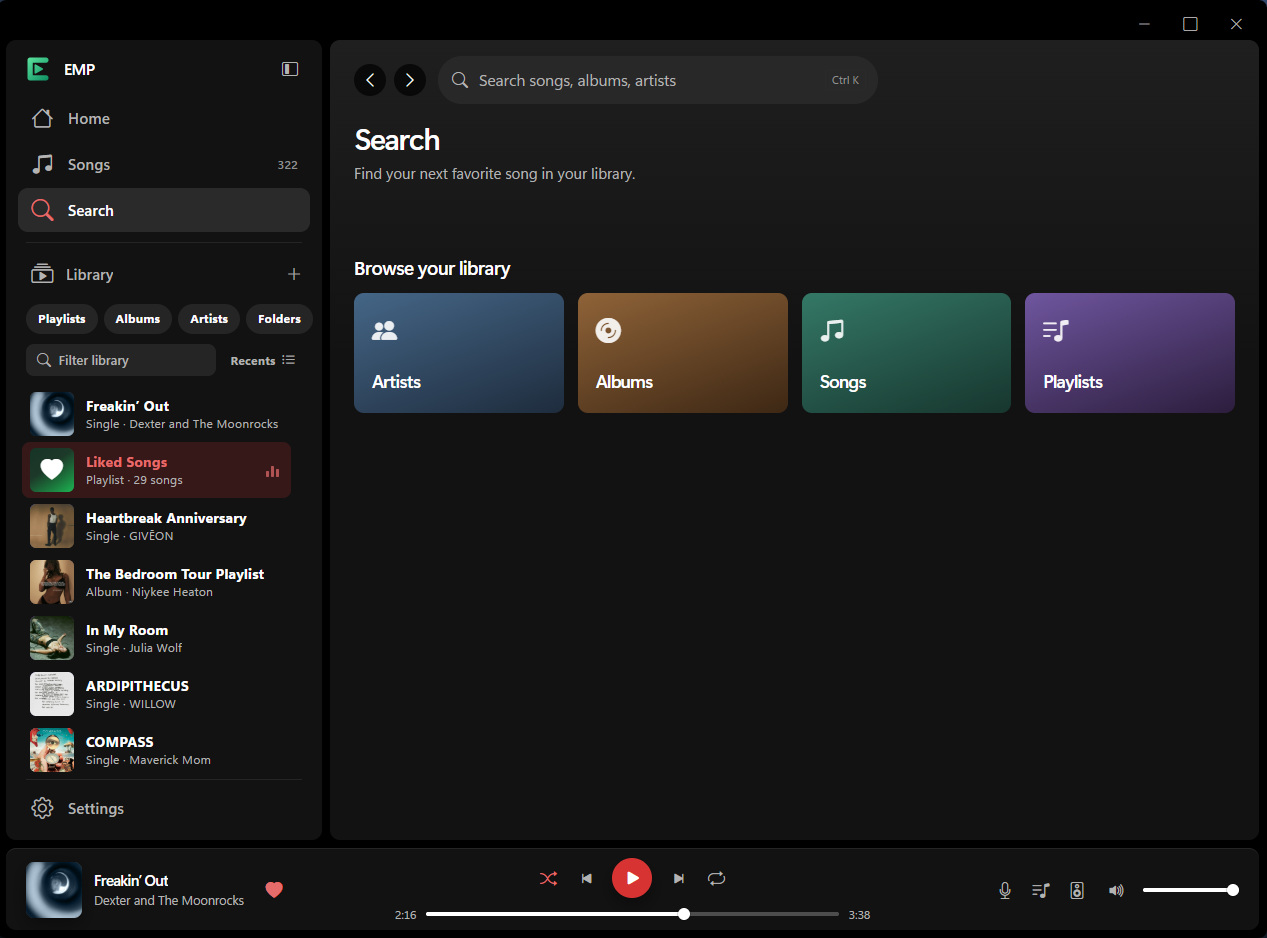 EMP
Home
Songs 322
Search
Library
Playlists Albums Artists Folders
Filter library Recents
Freakin' Out
Single · Dexter and The Moonrocks
Liked Songs
Playlist · 29 songs
Heartbreak Anniversary
Single · GIVĒON
The Bedroom Tour Playlist
Album · Niykee Heaton
In My Room
Single · Julia Wolf
ARDIPITHECUS
Single · WILLOW
COMPASS
Single · Maverick Mom
Settings
Search songs, albums, artists Ctrl K
Search
Find your next favorite song in your library.
Browse your library
Artists Albums Songs Playlists
Freakin' Out
Dexter and The Moonrocks
2:16 3:38